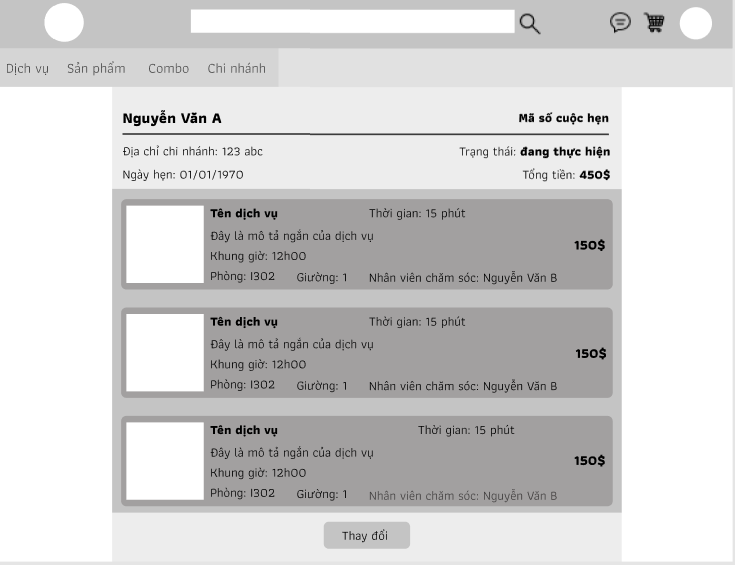 Dịch vụ Sản phẩm Combo Chi nhánh
Nguyễn Văn A Mã số cuộc hẹn
Địa chỉ chi nhánh: 123 abc Trạng thái: đang thực hiện
Ngày hẹn: 01/01/1970 Tổng tiền: 450$
Tên dịch vụ Thời gian: 15 phút
Đây là mô tả ngắn của dịch vụ
150$
Khung giờ: 12h00
Phòng: I302 Giường: 1 Nhân viên chăm sóc: Nguyễn Văn B
Tên dịch vụ Thời gian: 15 phút
Đây là mô tả ngắn của dịch vụ
150$
Khung giờ: 12h00
Phòng: I302 Giường: 1 Nhân viên chăm sóc: Nguyễn Văn B
Tên dịch vụ Thời gian: 15 phút
Đây là mô tả ngắn của dịch vụ
150$
Khung giờ: 12h00
Phòng: I302 Giường: 1 Nhân viên chăm sóc: Nguyễn Văn B
Thay đổi